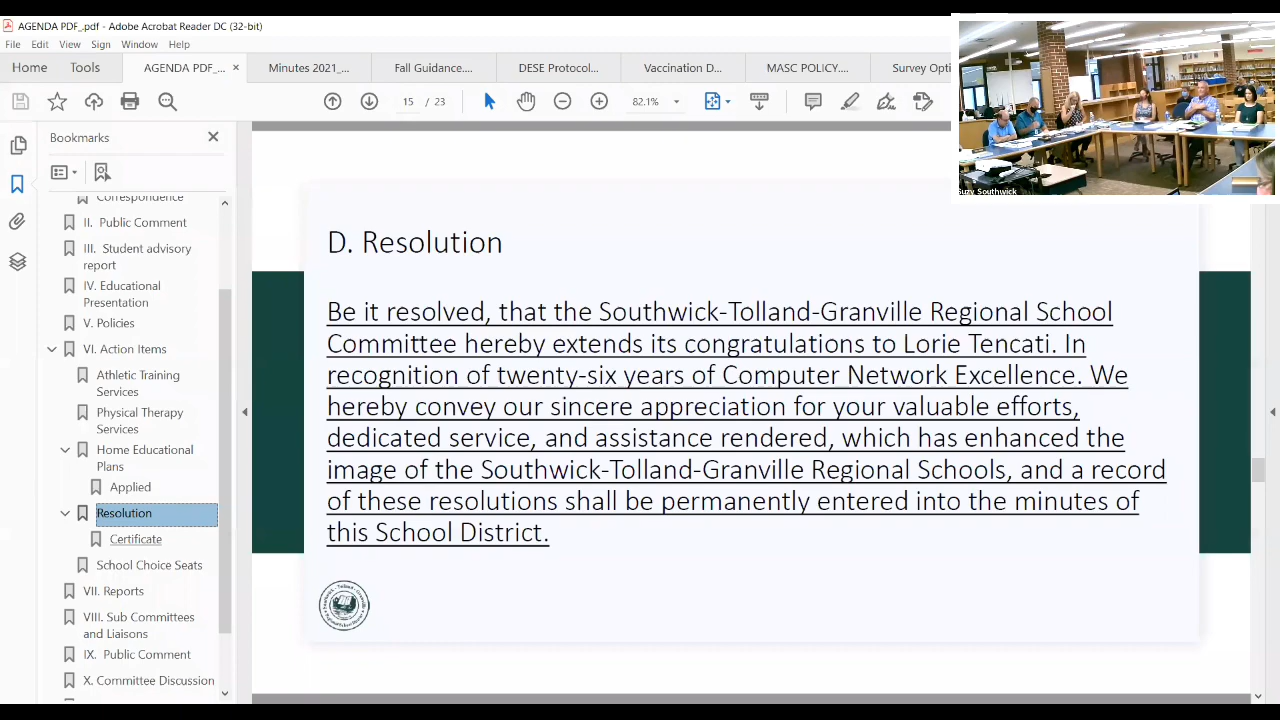 AGENDA PDF_.pdf - Adobe Acrobat Reader DC (32-bit)
File Edit View Sign Window Help
Home Tools AGENDA PDF_... × Minutes 2021_... Fall Guidance.... DESE Protocol... Vaccination D... MASC POLICY.... Survey Opti
15 / 23 82.1%
Bookmarks
Correspondence
II. Public Comment
III. Student advisory
report
IV. Educational
Presentation
V. Policies
VI. Action Items
Athletic Training
Services
Physical Therapy
Services
Home Educational
Plans
Applied
Resolution
Certificate
School Choice Seats
VII. Reports
VIII. Sub Committees
and Liaisons
IX. Public Comment
X. Committee Discussion
D. Resolution
Be it resolved, that the Southwick-Tolland-Granville Regional School
Committee hereby extends its congratulations to Lorie Tencati. In
recognition of twenty-six years of Computer Network Excellence. We
hereby convey our sincere appreciation for your valuable efforts,
dedicated service, and assistance rendered, which has enhanced the
image of the Southwick-Tolland-Granville Regional Schools, and a record
of these resolutions shall be permanently entered into the minutes of
this School District.
Suzy Southwick